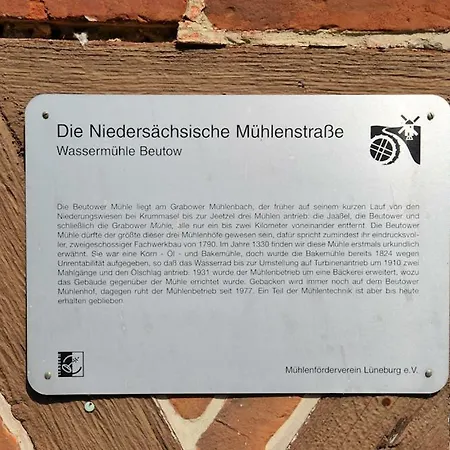 Die Niedersächsische Mühlenstraße
Wassermühle Beutow
Die Beutower Mühle liegt am Grabower Mühlenbach, der früher auf seinem kurzen Lauf von den
Niederungswiesen bei Krummasel bis zur Jeetzel drei Mühlen antrieb: die Jaaßel, die Beutower und
schließlich die Grabower Mühle, alle nur ein bis zwei Kilometer voneinander entfernt. Die Beutower
Mühle dürfte der größte dieser drei Mühlenhöfe gewesen sein, dafür spricht zumindest ihr eindrucksvol-
ler, zweigeschossiger Fachwerkbau von 1790. Im Jahre 1330 finden wir diese Mühle erstmals urkundlich
erwähnt. Sie war eine Korn - Öl - und Bakemühle, doch wurde die Bakemühle bereits 1824 wegen
Unrentabilität aufgegeben, so daß das Wasserrad bis zur Umstellung auf Turbinenantrieb um 1910 zwei
Mahlgänge und den Ölschlag antrieb. 1931 wurde der Mühlenbetrieb um eine Bäckerei erweitert, wozu
das Gebäude gegenüber der Mühle errichtet wurde. Gebacken wird immer noch auf dem Beutower
Mühlenhof, dagegen ruht der Mühlenbetrieb seit 1977. Ein Teil der Mühlentechnik ist aber bis heute
erhalten geblieben
Mühlenförderverein Lüneburg e.V.